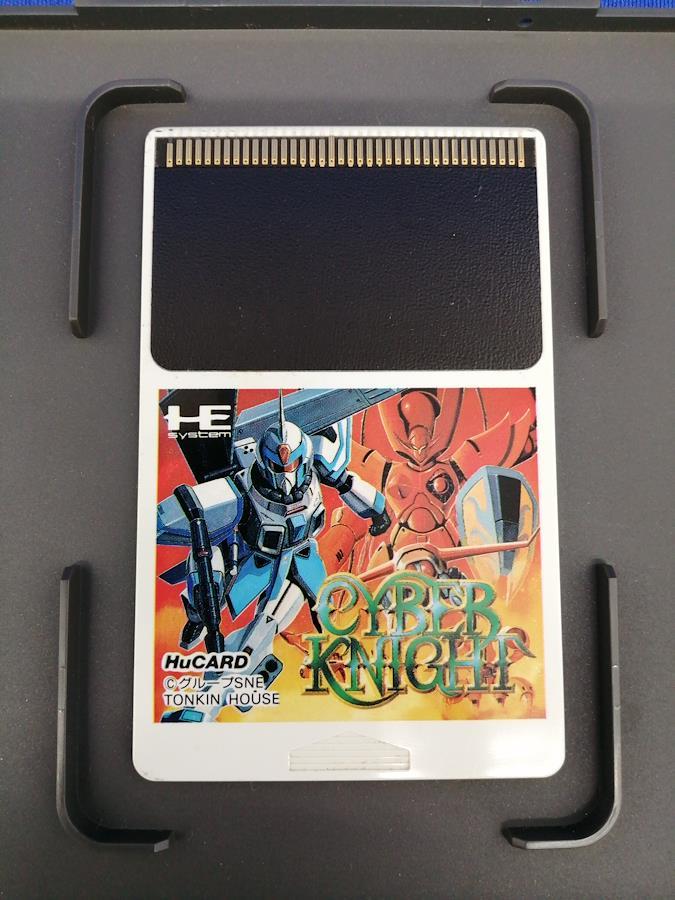 HE
system
CYBER
KNIGHT
HuCARD
©グループSNE
TONKIN HOUSE